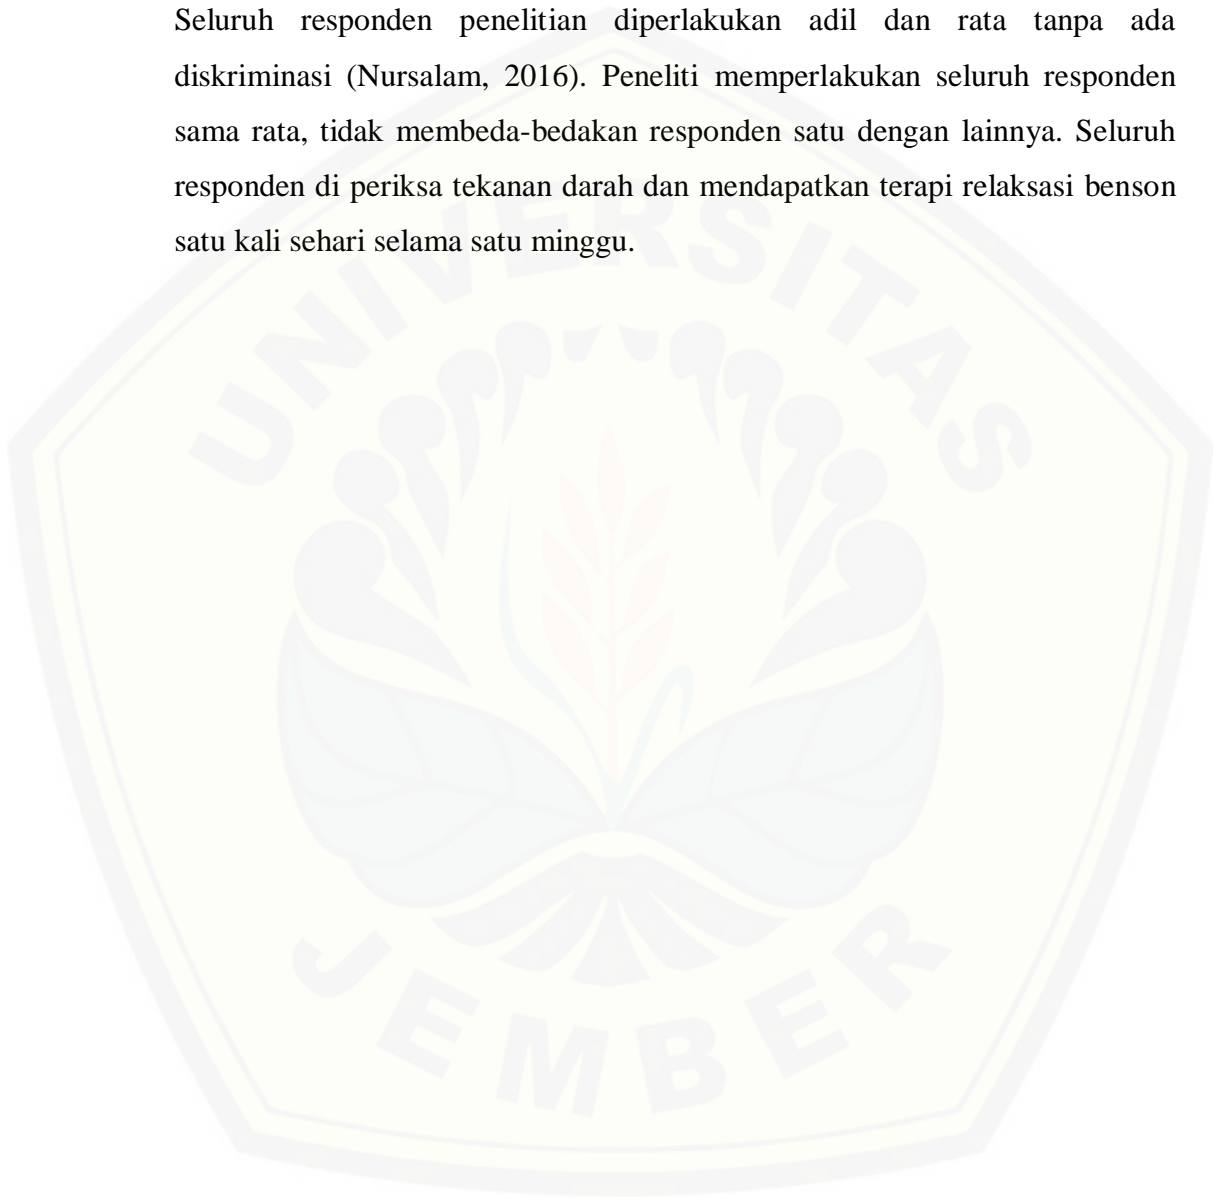 Seluruh responden penelitian diperlakukan adil dan rata tanpa ada
diskriminasi (Nursalam, 2016). Peneliti memperlakukan seluruh responden
sama rata, tidak membeda-bedakan responden satu dengan lainnya. Seluruh
responden di periksa tekanan darah dan mendapatkan terapi relaksasi benson
satu kali sehari selama satu minggu.
UNIVERSITAS
JEMBER